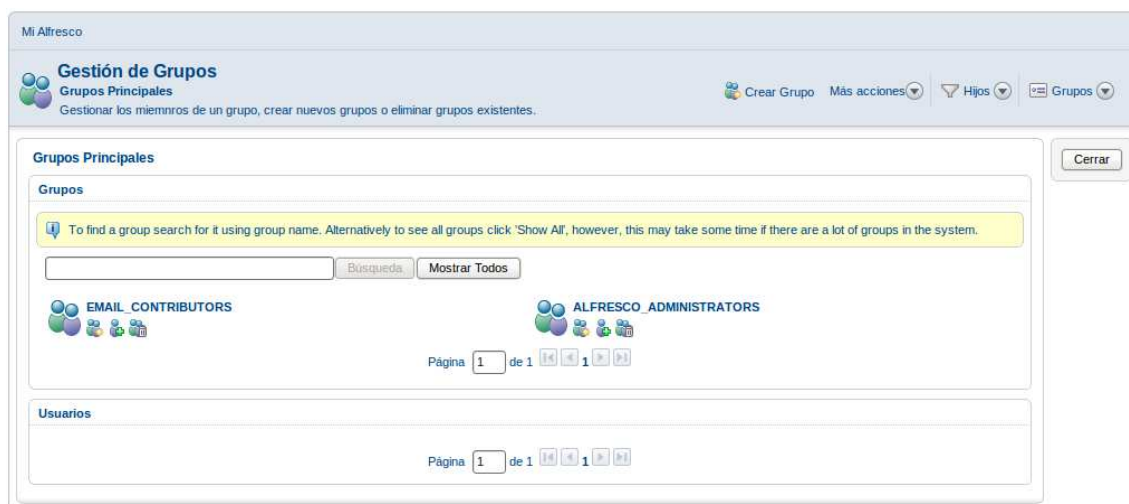 Mi Alfresco
Gestión de Grupos
Grupos Principales
Gestionar los miemnros de un grupo, crear nuevos grupos o eliminar grupos existentes.
Crear Grupo Más acciones Hijos Grupos
Grupos Principales
Cerrar
Grupos
To find a group search for it using group name. Alternatively to see all groups click 'Show All', however, this may take some time if there are a lot of groups in the system.
Búsqueda Mostrar Todos
EMAIL_CONTRIBUTORS ALFRESCO_ADMINISTRATORS
Página 1 de 1 1
Usuarios
Página 1 de 1 1